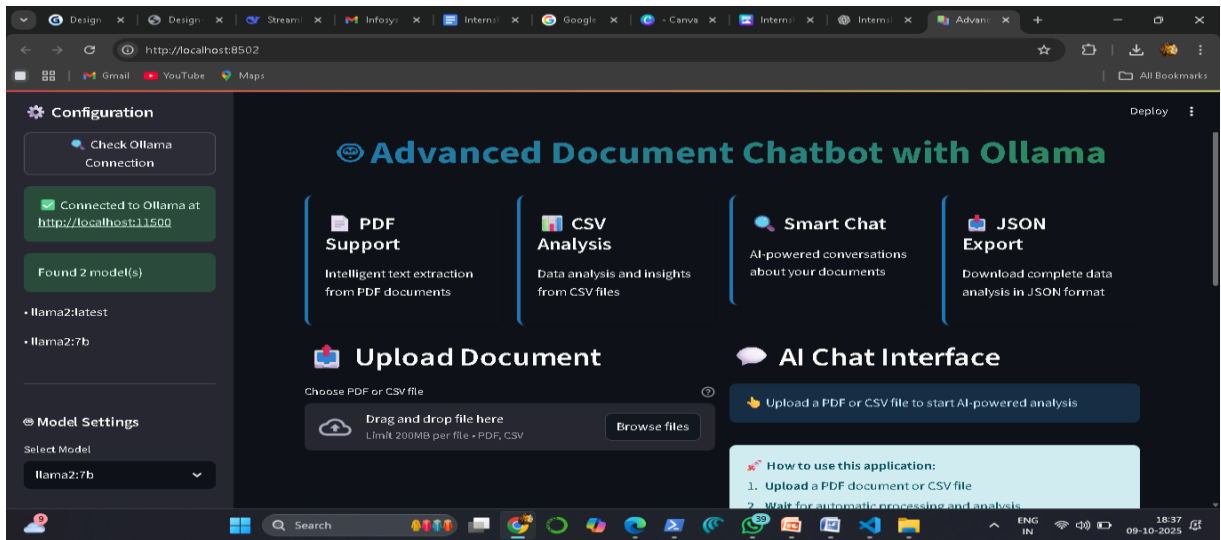 Design
Design
Streaml
Infosys
Interns
Google
- Canva
Interns
Interns
Advanc
http://localhost:8502
Gmail
YouTube
Maps
All Bookmarks
Configuration
Check Ollama
Connection
Connected to Ollama at
http://localhost:11500
Found 2 model(s)
• llama2:latest
• llama2:7b
Model Settings
Select Model
llama2:7b
Deploy
Advanced Document Chatbot with Ollama
PDF
Support
Intelligent text extraction
from PDF documents
CSV
Analysis
Data analysis and insights
from CSV files
Smart Chat
AI-powered conversations
about your documents
JSON
Export
Download complete data
analysis in JSON format
Upload Document
Choose PDF or CSV file
Drag and drop file here
Limit 200MB per file • PDF, CSV
Browse files
AI Chat Interface
Upload a PDF or CSV file to start AI-powered analysis
How to use this application:
1. Upload a PDF document or CSV file
2. Wait for automatic processing and analysis
9
Search
39
ENG
IN
18:37
09-10-2025